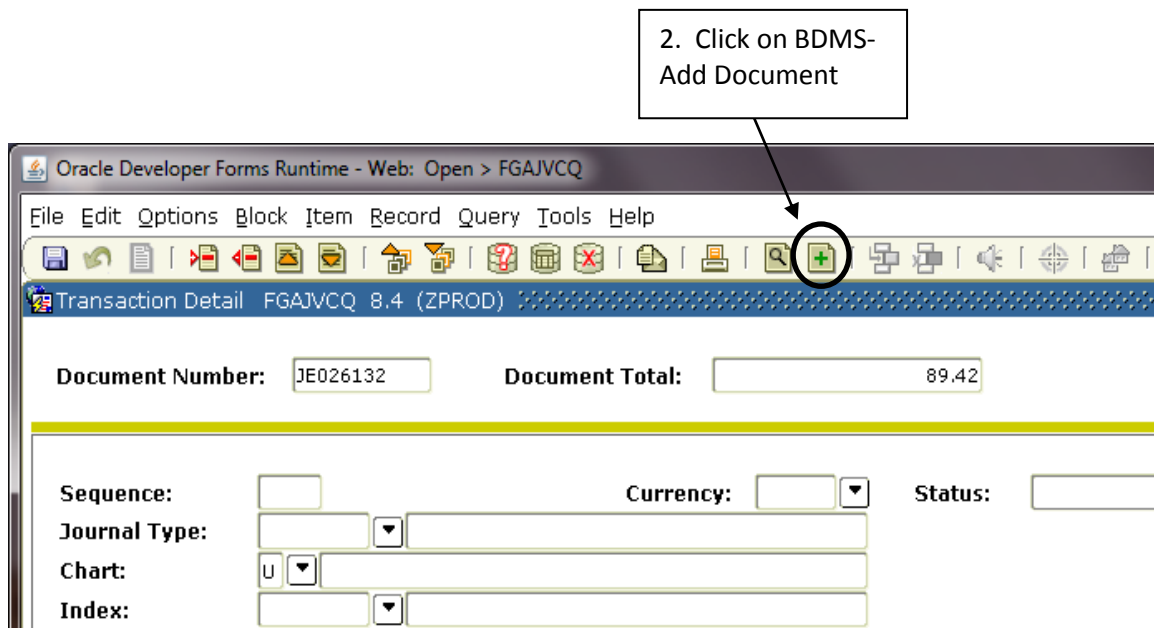 2. Click on BDMS-
Add Document
Oracle Developer Forms Runtime - Web: Open > FGAJVCQ
File Edit Options Block Item Record Query Tools Help
Transaction Detail FGAJVCQ 8.4 (ZPROD)
Document Number: JE026132 Document Total: 89.42
Sequence: Currency: Status:
Journal Type:
Chart: U
Index: